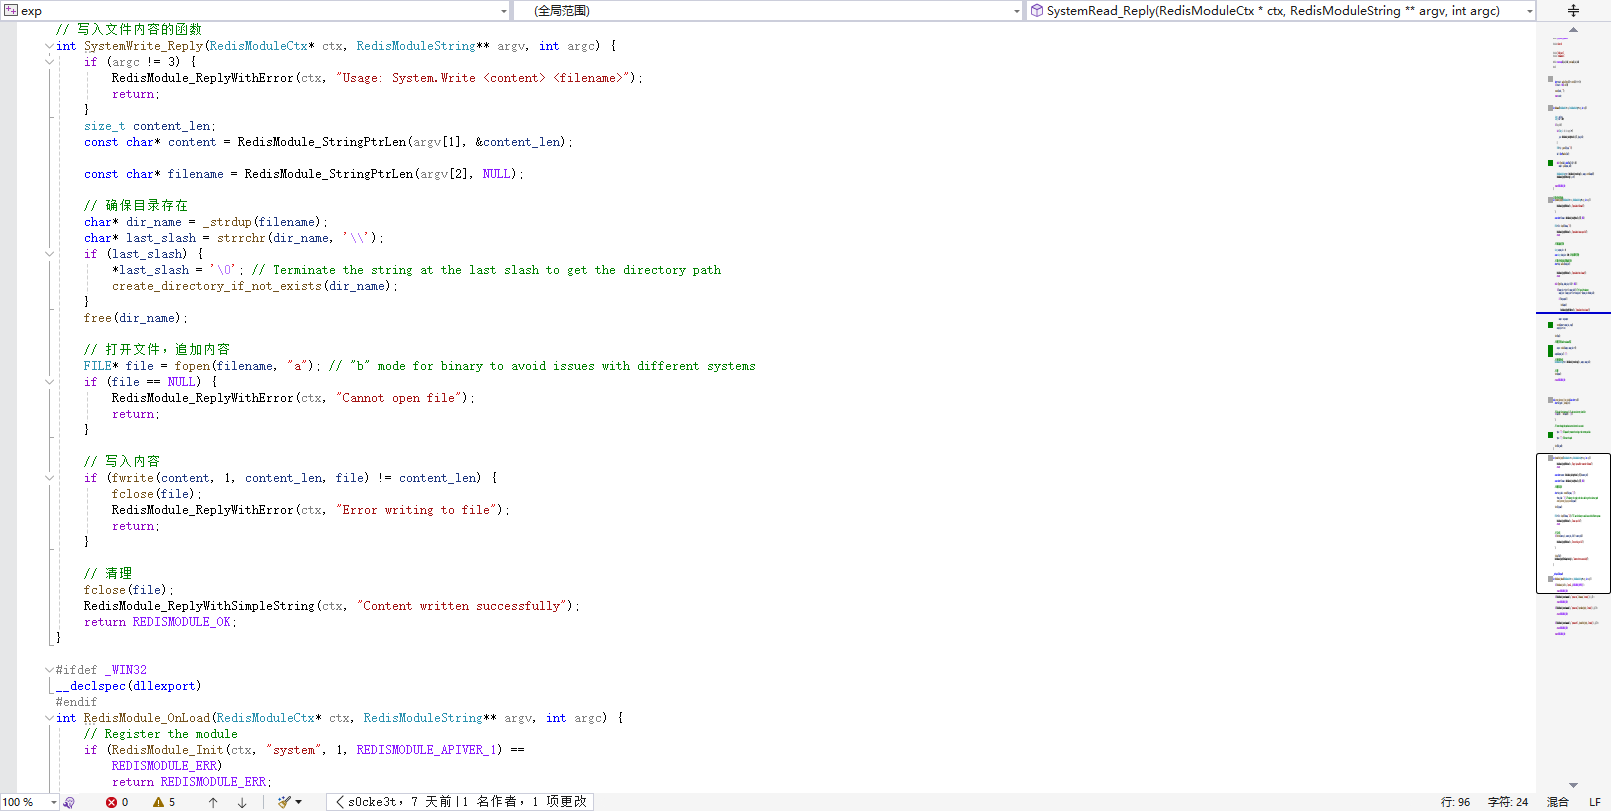 exp
(全局范围)
SystemRead_Reply(RedisModuleCtx * ctx, RedisModuleString ** argv, int argc)
// 写入文件内容的函数
int SystemWrite_Reply(RedisModuleCtx* ctx, RedisModuleString** argv, int argc) {
if (argc != 3) {
RedisModule_ReplyWithError(ctx, "Usage: System.Write <content> <filename>");
return;
}
size_t content_len;
const char* content = RedisModule_StringPtrLen(argv[1], &content_len);
const char* filename = RedisModule_StringPtrLen(argv[2], NULL);
// 确保目录存在
char* dir_name = _strdup(filename);
char* last_slash = strrchr(dir_name, '\\');
if (last_slash) {
*last_slash = '\0'; // Terminate the string at the last slash to get the directory path
create_directory_if_not_exists(dir_name);
}
free(dir_name);
// 打开文件，追加内容
FILE* file = fopen(filename, "a"); // "b" mode for binary to avoid issues with different systems
if (file == NULL) {
RedisModule_ReplyWithError(ctx, "Cannot open file");
return;
}
// 写入内容
if (fwrite(content, 1, content_len, file) != content_len) {
fclose(file);
RedisModule_ReplyWithError(ctx, "Error writing to file");
return;
}
// 清理
fclose(file);
RedisModule_ReplyWithSimpleString(ctx, "Content written successfully");
return REDISMODULE_OK;
}
#ifdef _WIN32
__declspec(dllexport)
#endif
int RedisModule_OnLoad(RedisModuleCtx* ctx, RedisModuleString** argv, int argc) {
// Register the module
if (RedisModule_Init(ctx, "system", 1, REDISMODULE_APIVER_1) ==
REDISMODULE_ERR)
return REDISMODULE_ERR;
100 %
0
5
s0cke3t，7 天前|1 名作者，1 项更改
行: 96
字符: 24
混合
LF